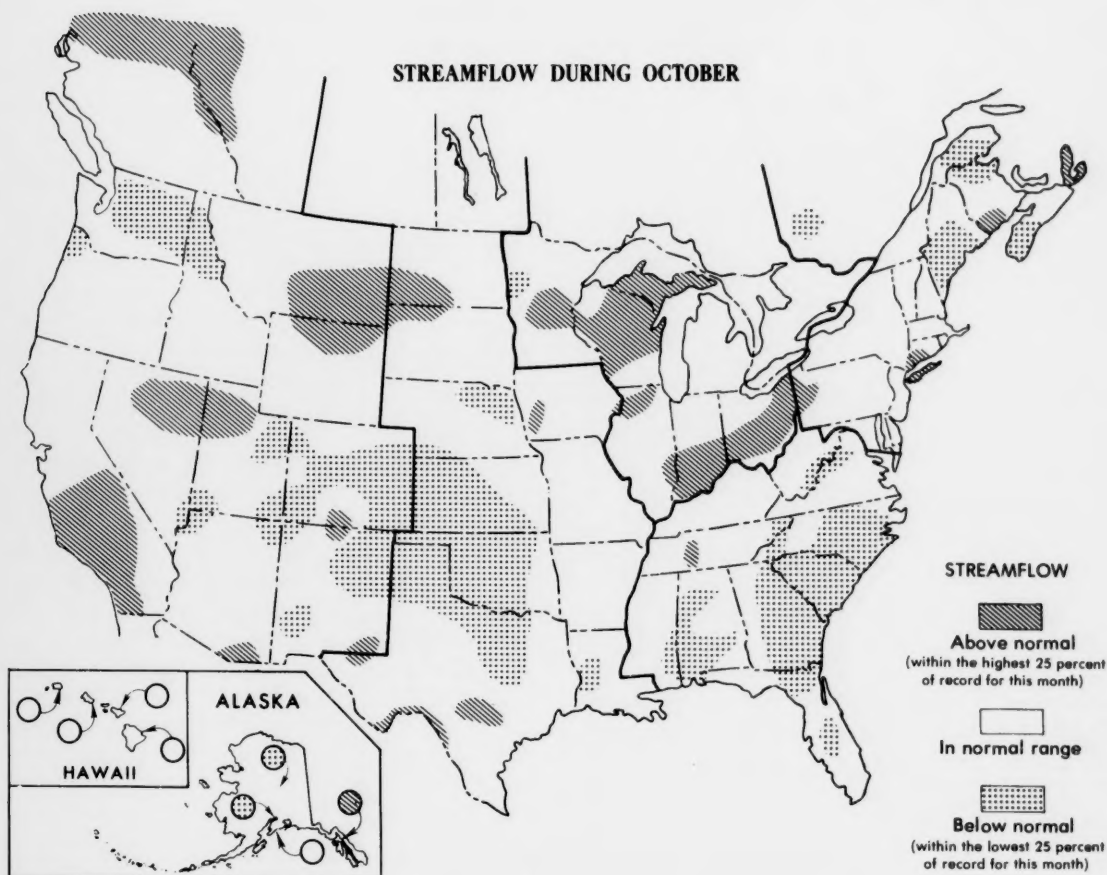 STREAMFLOW DURING OCTOBER
STREAMFLOW
Above normal
(within the highest 25 percent
of record for this month)
In normal range
Below normal
(within the lowest 25 percent
of record for this month)
ALASKA
HAWAII